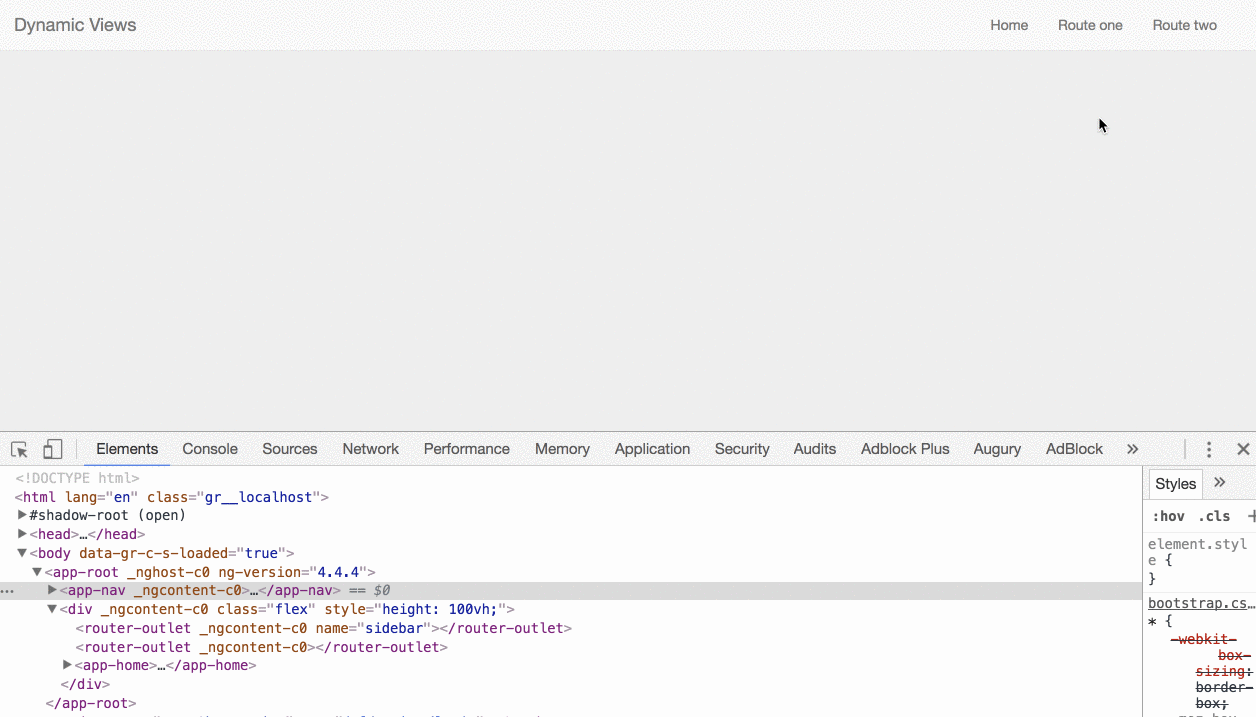 Dynamic Views Home Route one Route two
Elements Console Sources Network Performance Memory Application Security Audits Adblock Plus Augury AdBlock »
<!DOCTYPE html>
<html lang="en" class="gr__localhost">
▶#shadow-root (open)
▶<head>…</head>
▼<body data-gr-c-s-loaded="true">
▼<app-root _nghost-c0 ng-version="4.4.4">
▶<app-nav _ngcontent-c0>…</app-nav> == $0
▼<div _ngcontent-c0 class="flex" style="height: 100vh;">
<router-outlet _ngcontent-c0 name="sidebar"></router-outlet>
<router-outlet _ngcontent-c0></router-outlet>
▶<app-home>…</app-home>
</div>
</app-root>
Styles »
:hov .cls +
element.styl
e {
}
bootstrap.cs…
* {
-webkit-
box-
sizing:
border-
box;